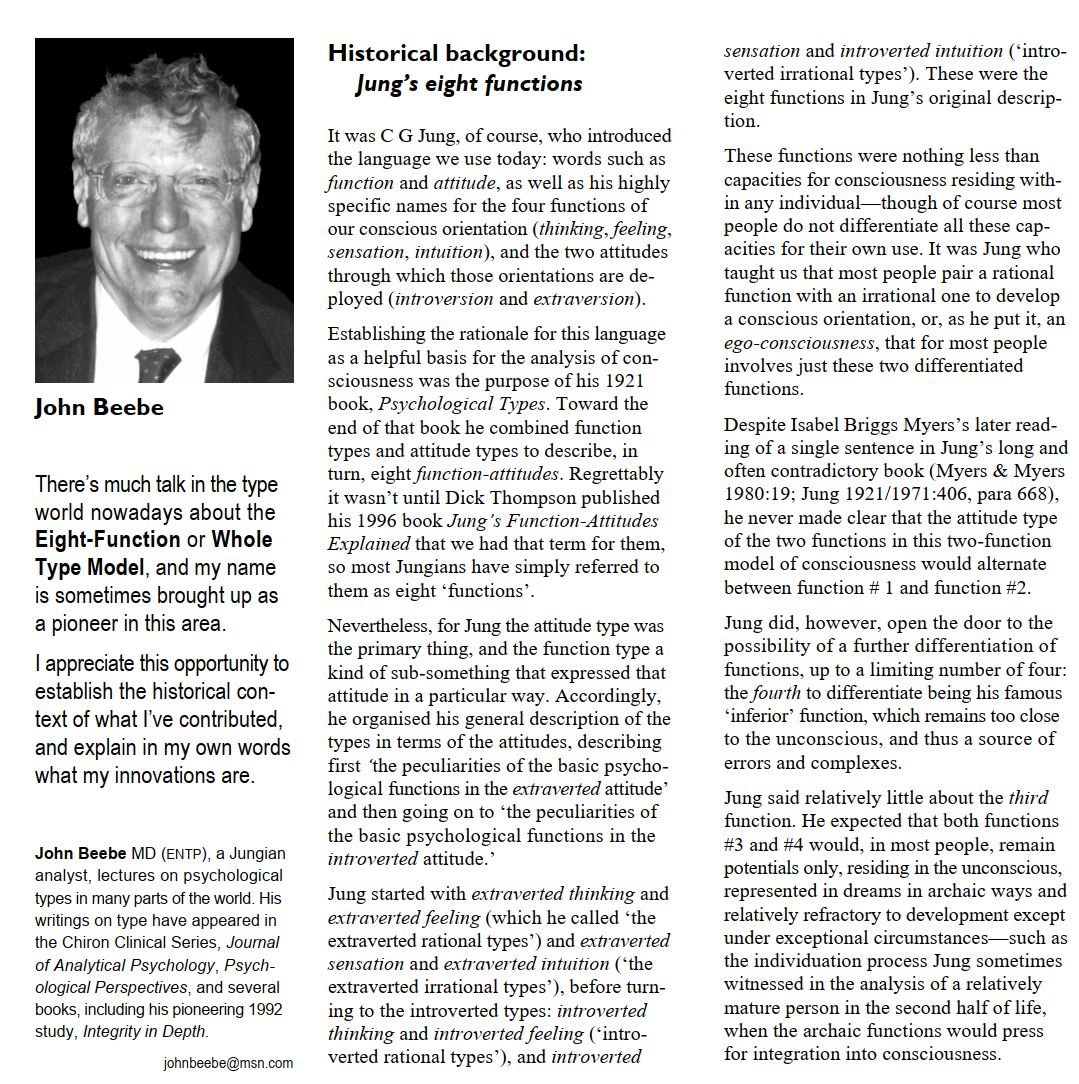 John Beebe
There's much talk in the type
world nowadays about the
Eight-Function or Whole
Type Model, and my name
is sometimes brought up as
a pioneer in this area.
I appreciate this opportunity to
establish the historical con-
text of what I've contributed,
and explain in my own words
what my innovations are.
John Beebe MD (ENTP), a Jungian
analyst, lectures on psychological
types in many parts of the world. His
writings on type have appeared in
the Chiron Clinical Series, Journal
of Analytical Psychology, Psych-
ological Perspectives, and several
books, including his pioneering 1992
study, Integrity in Depth.
johnbeebe@msn.com
Historical background:
Jung's eight functions
It was C G Jung, of course, who introduced
the language we use today: words such as
function and attitude, as well as his highly
specific names for the four functions of
our conscious orientation (thinking, feeling,
sensation, intuition), and the two attitudes
through which those orientations are de-
ployed (introversion and extraversion).
Establishing the rationale for this language
as a helpful basis for the analysis of con-
sciousness was the purpose of his 1921
book, Psychological Types. Toward the
end of that book he combined function
types and attitude types to describe, in
turn, eight function-attitudes. Regrettably
it wasn't until Dick Thompson published
his 1996 book Jung's Function-Attitudes
Explained that we had that term for them,
so most Jungians have simply referred to
them as eight 'functions'.
Nevertheless, for Jung the attitude type was
the primary thing, and the function type a
kind of sub-something that expressed that
attitude in a particular way. Accordingly,
he organised his general description of the
types in terms of the attitudes, describing
first 'the peculiarities of the basic psycho-
logical functions in the extraverted attitude'
and then going on to 'the peculiarities of
the basic psychological functions in the
introverted attitude.'
Jung started with extraverted thinking and
extraverted feeling (which he called 'the
extraverted rational types') and extraverted
sensation and extraverted intuition ('the
extraverted irrational types'), before turn-
ing to the introverted types: introverted
thinking and introverted feeling ('intro-
verted rational types'), and introverted
sensation and introverted intuition ('intro-
verted irrational types'). These were the
eight functions in Jung's original descrip-
tion.
These functions were nothing less than
capacities for consciousness residing with-
in any individual—though of course most
people do not differentiate all these cap-
acities for their own use. It was Jung who
taught us that most people pair a rational
function with an irrational one to develop
a conscious orientation, or, as he put it, an
ego-consciousness, that for most people
involves just these two differentiated
functions.
Despite Isabel Briggs Myers's later read-
ing of a single sentence in Jung's long and
often contradictory book (Myers & Myers
1980:19; Jung 1921/1971:406, para 668),
he never made clear that the attitude type
of the two functions in this two-function
model of consciousness would alternate
between function # 1 and function #2.
Jung did, however, open the door to the
possibility of a further differentiation of
functions, up to a limiting number of four:
the fourth to differentiate being his famous
'inferior' function, which remains too close
to the unconscious, and thus a source of
errors and complexes.
Jung said relatively little about the third
function. He expected that both functions
#3 and #4 would, in most people, remain
potentials only, residing in the unconscious,
represented in dreams in archaic ways and
relatively refractory to development except
under exceptional circumstances—such as
the individuation process Jung sometimes
witnessed in the analysis of a relatively
mature person in the second half of life,
when the archaic functions would press
for integration into consciousness.